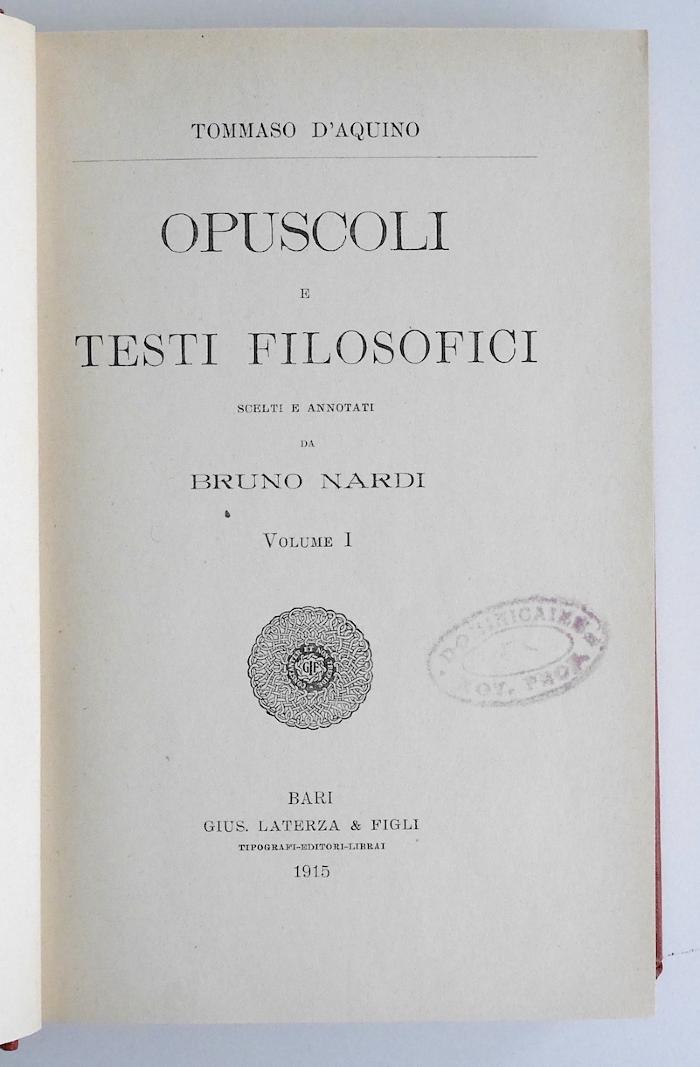 TOMMASO D'AQUINO
OPUSCOLI
E
TESTI FILOSOFICI
SCELTI E ANNOTATI
DA
BRUNO NARDI
VOLUME I
BARI
GIUS. LATERZA & FIGLI
TIPOGRAFI-EDITORI-LIBRAI
1915